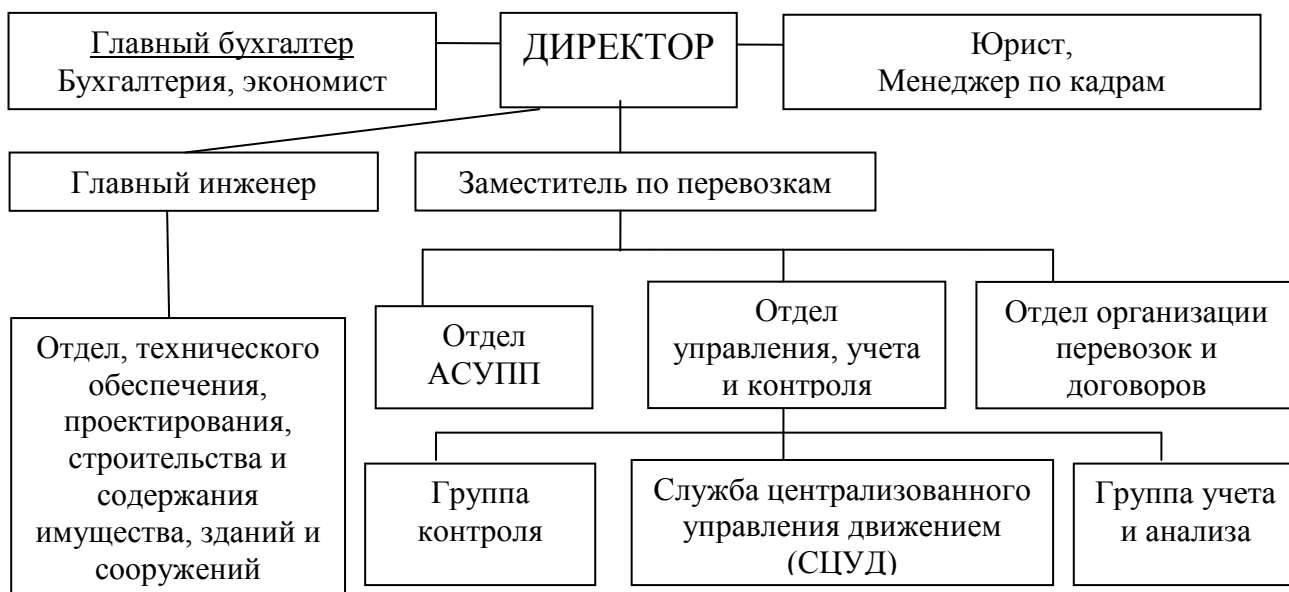 Главный бухгалтер
Бухгалтерия, экономист
ДИРЕКТОР
Юрист,
Менеджер по кадрам
Главный инженер
Заместитель по перевозкам
Отдел, технического
обеспечения,
проектирования,
строительства и
содержания
имущества, зданий и
сооружений
Отдел
АСУПП
Отдел
управления, учета
и контроля
Отдел организации
перевозок и
договоров
Группа
контроля
Служба централизованного
управления движением
(СЦУД)
Группа учета
и анализа